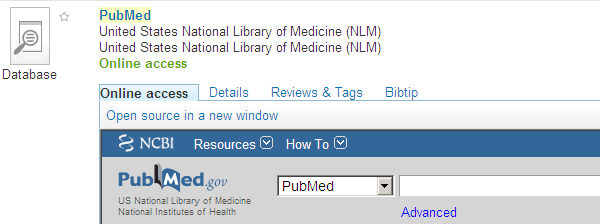 PubMed
United States National Library of Medicine (NLM)
United States National Library of Medicine (NLM)
Online access
Database
Online access Details Reviews & Tags Bibtip
Open source in a new window
NCBI Resources How To
PubMed.gov
US National Library of Medicine
National Institutes of Health
PubMed
Advanced